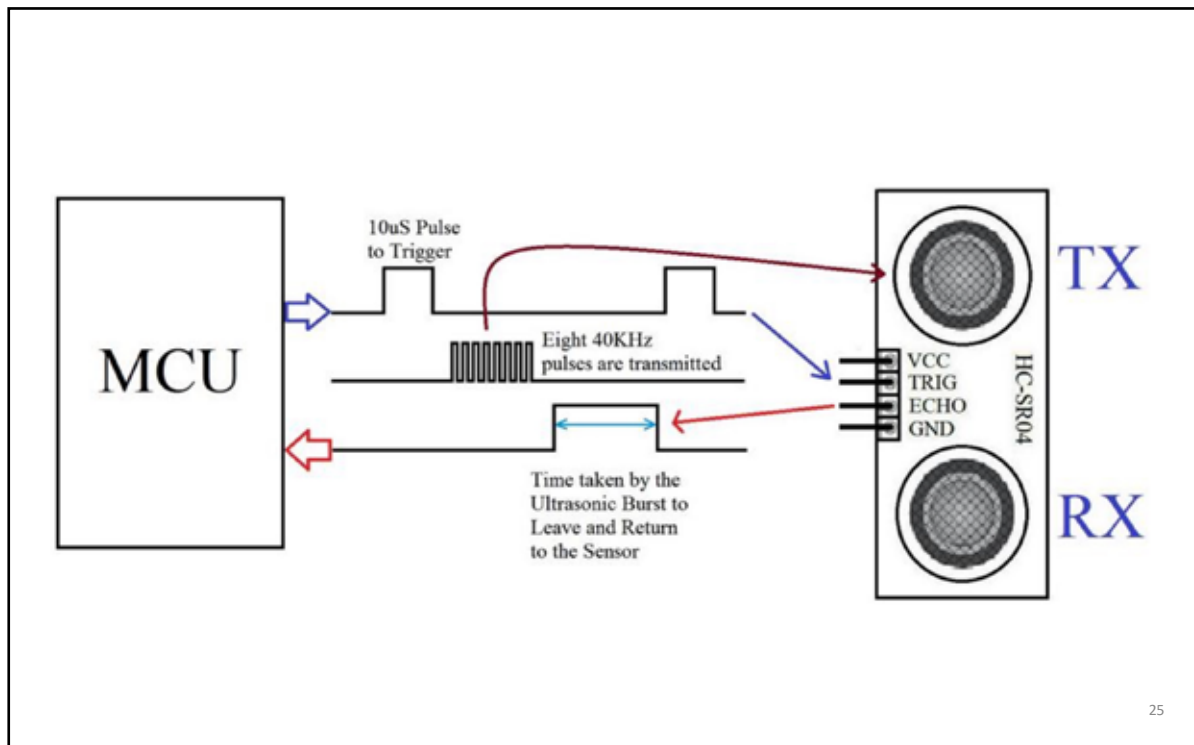 10uS Pulse
to Trigger
MCU
Eight 40KHz
pulses are transmitted
Time taken by the
Ultrasonic Burst to
Leave and Return
to the Sensor
TX
VCC
TRIG
ECHO
GND
HC-SR04
RX
25